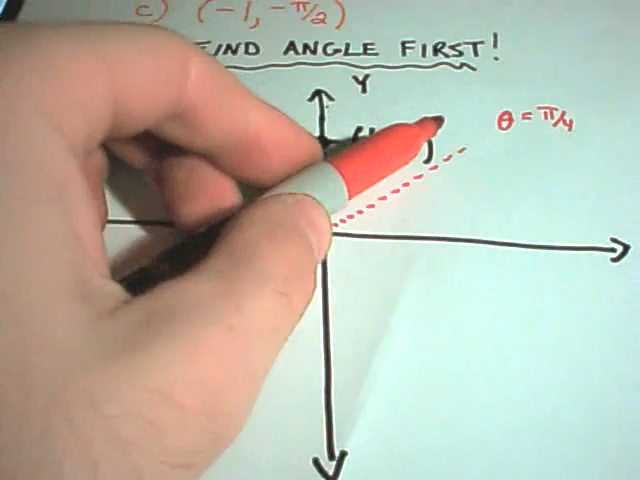 c) (-1, -π/2)
FIND ANGLE FIRST!
Y
θ = π/4